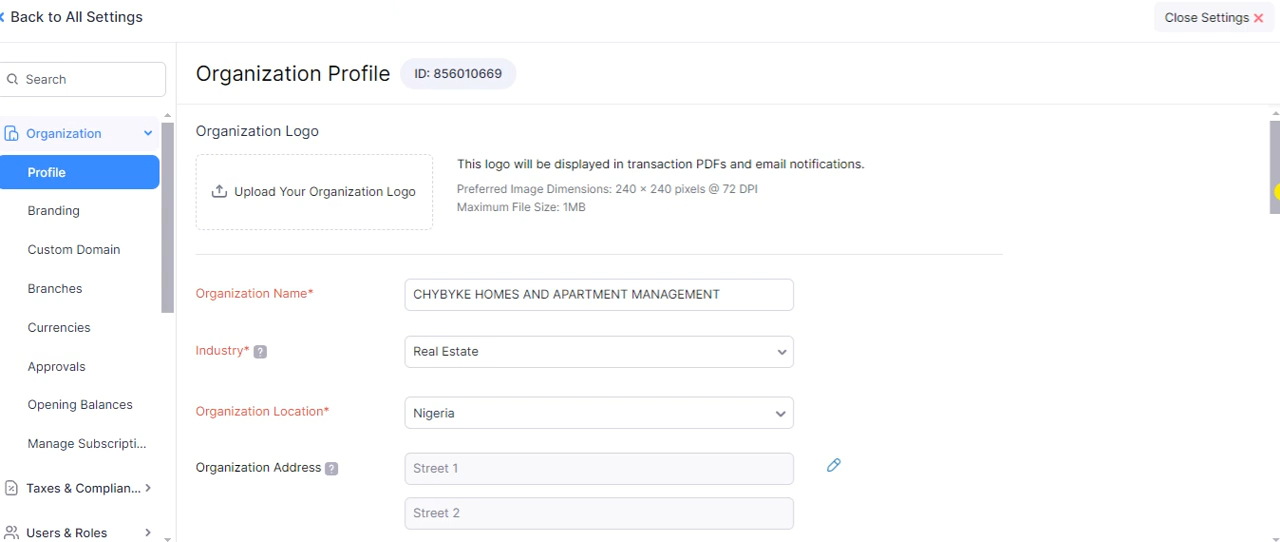 Back to All Settings
Close Settings
Search
Organization Profile
ID: 856010669
Organization
Profile
Branding
Custom Domain
Branches
Currencies
Approvals
Opening Balances
Manage Subscripti...
Taxes & Complian...
Users & Roles
Organization Logo
Upload Your Organization Logo
This logo will be displayed in transaction PDFs and email notifications.
Preferred Image Dimensions: 240 × 240 pixels @ 72 DPI
Maximum File Size: 1MB
Organization Name*
CHYBYKE HOMES AND APARTMENT MANAGEMENT
Industry* ?
Real Estate
Organization Location*
Nigeria
Organization Address ?
Street 1
Street 2